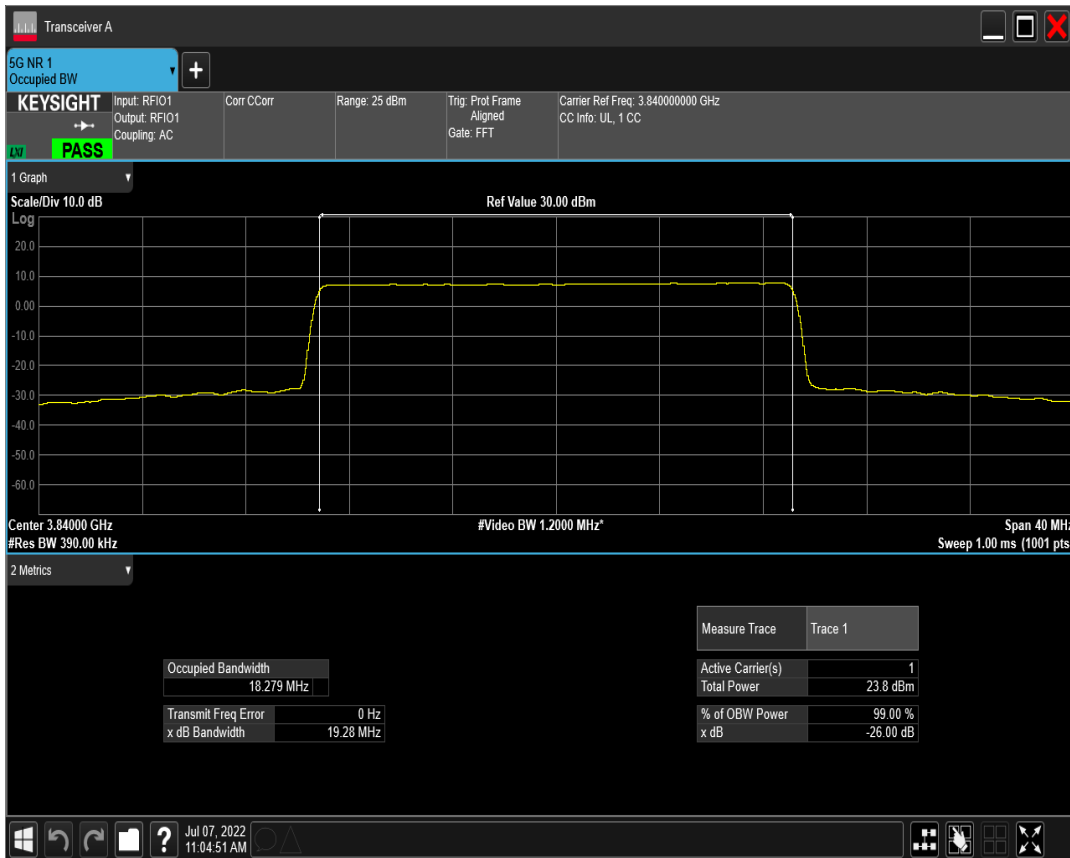 Transceiver A
5G NR 1
Occupied BW
KEYSIGHT
LXI
PASS
Input: RFIO1
Output: RFIO1
Coupling: AC
Corr CCorr
Range: 25 dBm
Trig: Prot Frame
Aligned
Gate: FFT
Carrier Ref Freq: 3.840000000 GHz
CC Info: UL, 1 CC
1 Graph
Scale/Div 10.0 dB
Ref Value 30.00 dBm
Log
20.0
10.0
0.00
-10.0
-20.0
-30.0
-40.0
-50.0
-60.0
Center 3.84000 GHz
#Video BW 1.2000 MHz*
Span 40 MHz
#Res BW 390.00 kHz
Sweep 1.00 ms (1001 pts
2 Metrics
Measure Trace Trace 1
Occupied Bandwidth
18.279 MHz
Active Carrier(s) 1
Total Power 23.8 dBm
Transmit Freq Error 0 Hz
x dB Bandwidth 19.28 MHz
% of OBW Power 99.00 %
x dB -26.00 dB
Jul 07, 2022
11:04:51 AM